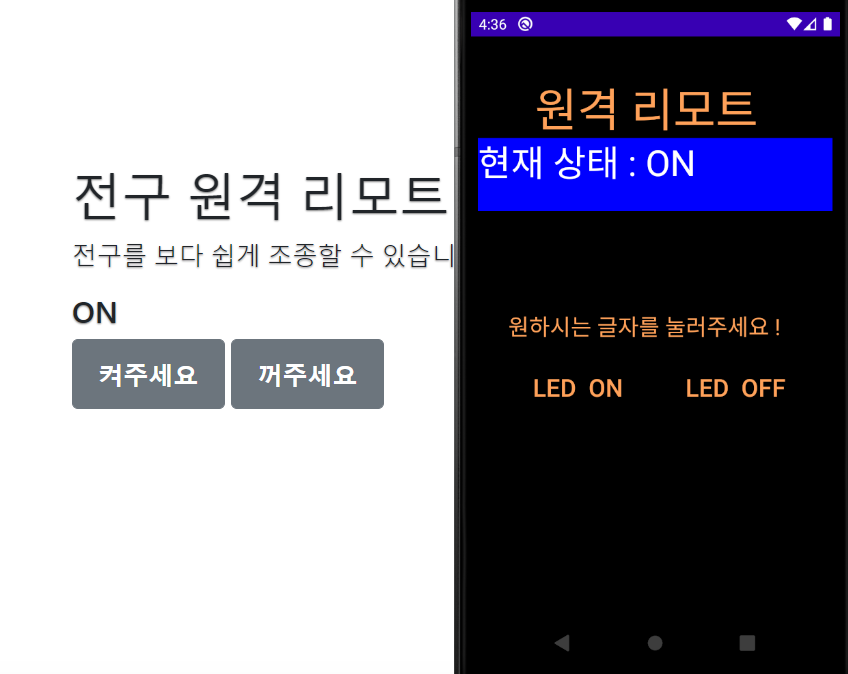 전구 원격 리모트
전구를 보다 쉽게 조종할 수 있습니
ON
켜주세요 꺼주세요
4:36
원격 리모트
현재 상태 : ON
원하시는 글자를 눌러주세요 !
LED ON LED OFF